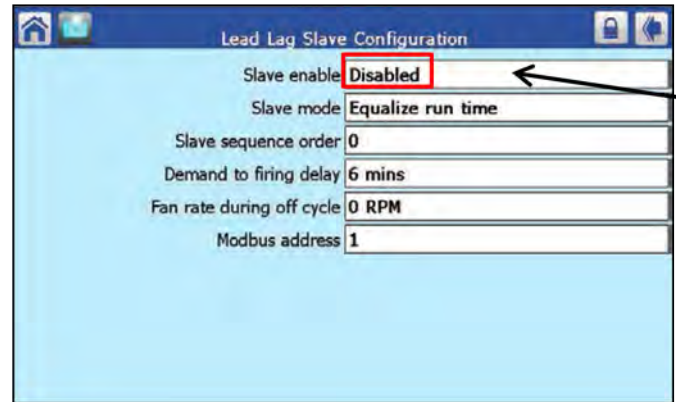 Lead Lag Slave Configuration
Slave enable Disabled
Slave mode Equalize run time
Slave sequence order 0
Demand to firing delay 6 mins
Fan rate during off cycle 0 RPM
Modbus address 1